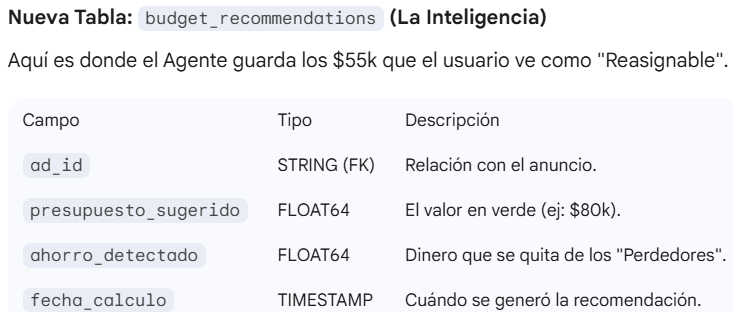 Nueva Tabla: budget_recommendations (La Inteligencia)
Aquí es donde el Agente guarda los $55k que el usuario ve como "Reasignable".
Campo Tipo Descripción
ad_id STRING (FK) Relación con el anuncio.
presupuesto_sugerido FLOAT64 El valor en verde (ej: $80k).
ahorro_detectado FLOAT64 Dinero que se quita de los "Perdedores".
fecha_calculo TIMESTAMP Cuándo se generó la recomendación.